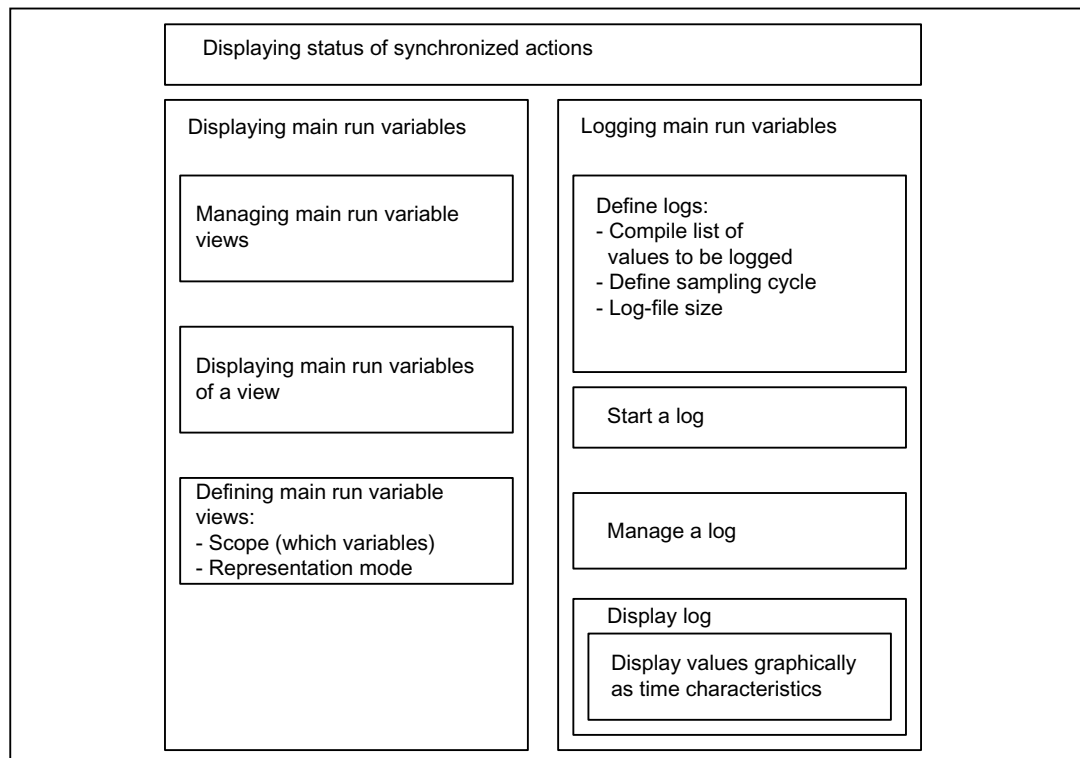 Displaying status of synchronized actions
Displaying main run variables
Managing main run variable
views
Displaying main run variables
of a view
Defining main run variable
views:
- Scope (which variables)
- Representation mode
Logging main run variables
Define logs:
- Compile list of
values to be logged
- Define sampling cycle
- Log-file size
Start a log
Manage a log
Display log
Display values graphically
as time characteristics